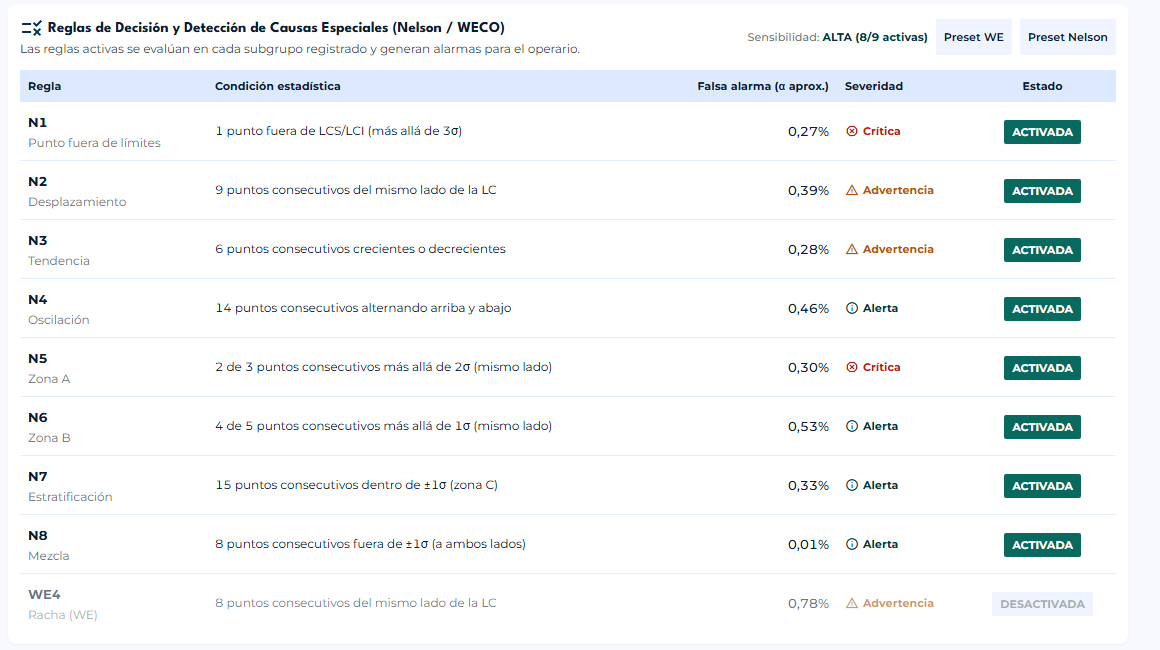 Reglas de Decisión y Detección de Causas Especiales (Nelson / WECO)
Las reglas activas se evalúan en cada subgrupo registrado y generan alarmas para el operario.
Sensibilidad: ALTA (8/9 activas) Preset WE Preset Nelson
Regla Condición estadística Falsa alarma (α aprox.) Severidad Estado
N1
Punto fuera de límites
1 punto fuera de LCS/LCI (más allá de 3σ) 0,27% Crítica ACTIVADA
N2
Desplazamiento
9 puntos consecutivos del mismo lado de la LC 0,39% Advertencia ACTIVADA
N3
Tendencia
6 puntos consecutivos crecientes o decrecientes 0,28% Advertencia ACTIVADA
N4
Oscilación
14 puntos consecutivos alternando arriba y abajo 0,46% Alerta ACTIVADA
N5
Zona A
2 de 3 puntos consecutivos más allá de 2σ (mismo lado) 0,30% Crítica ACTIVADA
N6
Zona B
4 de 5 puntos consecutivos más allá de 1σ (mismo lado) 0,53% Alerta ACTIVADA
N7
Estratificación
15 puntos consecutivos dentro de ±1σ (zona C) 0,33% Alerta ACTIVADA
N8
Mezcla
8 puntos consecutivos fuera de ±1σ (a ambos lados) 0,01% Alerta ACTIVADA
WE4
Racha (WE)
8 puntos consecutivos del mismo lado de la LC 0,78% Advertencia DESACTIVADA